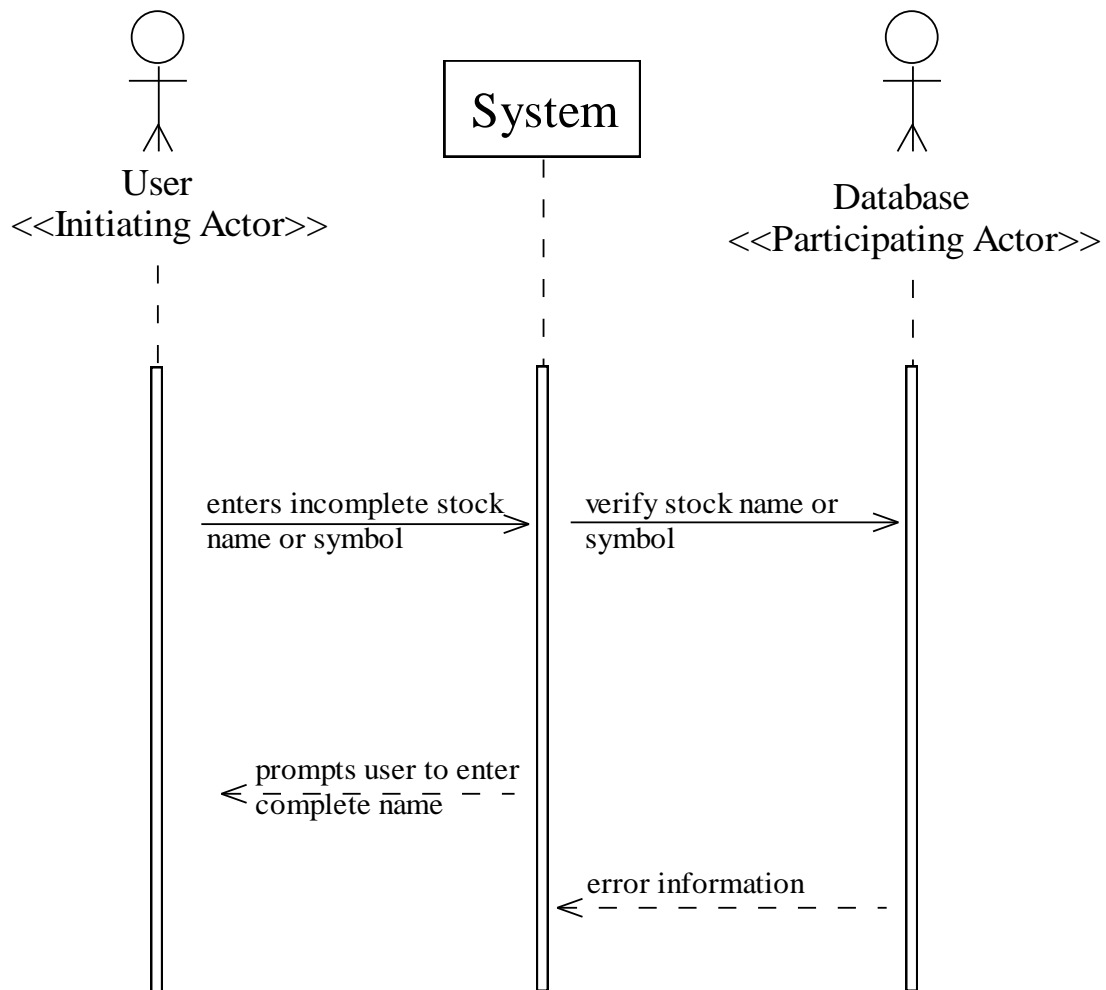 System
User
<<Initiating Actor>>
Database
<<Participating Actor>>
enters incomplete stock
name or symbol
verify stock name or
symbol
prompts user to enter
complete name
error information